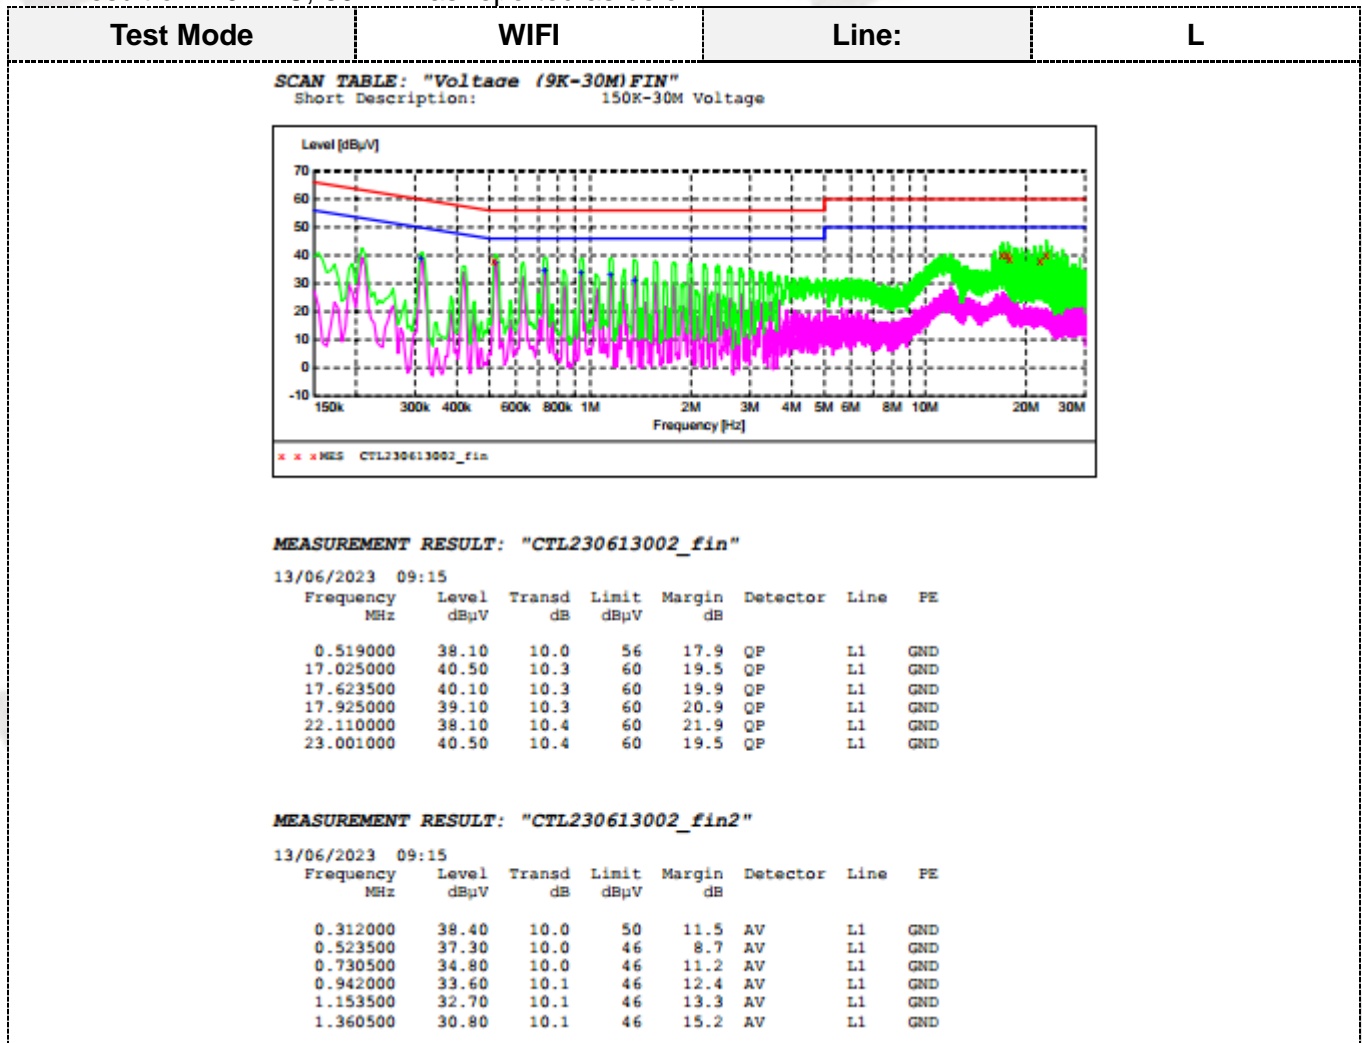 Test Mode WIFI Line: L
SCAN TABLE: "Voltage (9K-30M)FIN"
Short Description: 150K-30M Voltage
Level [dBµV]
70
60
50
40
30
20
10
0
-10
150k 300k 400k 600k 800k 1M 2M 3M 4M 5M 6M 8M 10M 20M 30M
Frequency [Hz]
x x x MES CTL230613002_fin
MEASUREMENT RESULT: "CTL230613002_fin"
13/06/2023 09:15
Frequency Level Transd Limit Margin Detector Line PE
MHz dBµV dB dBµV dB
0.519000 38.10 10.0 56 17.9 QP L1 GND
17.025000 40.50 10.3 60 19.5 QP L1 GND
17.623500 40.10 10.3 60 19.9 QP L1 GND
17.925000 39.10 10.3 60 20.9 QP L1 GND
22.110000 38.10 10.4 60 21.9 QP L1 GND
23.001000 40.50 10.4 60 19.5 QP L1 GND
MEASUREMENT RESULT: "CTL230613002_fin2"
13/06/2023 09:15
Frequency Level Transd Limit Margin Detector Line PE
MHz dBµV dB dBµV dB
0.312000 38.40 10.0 50 11.5 AV L1 GND
0.523500 37.30 10.0 46 8.7 AV L1 GND
0.730500 34.80 10.0 46 11.2 AV L1 GND
0.942000 33.60 10.1 46 12.4 AV L1 GND
1.153500 32.70 10.1 46 13.3 AV L1 GND
1.360500 30.80 10.1 46 15.2 AV L1 GND